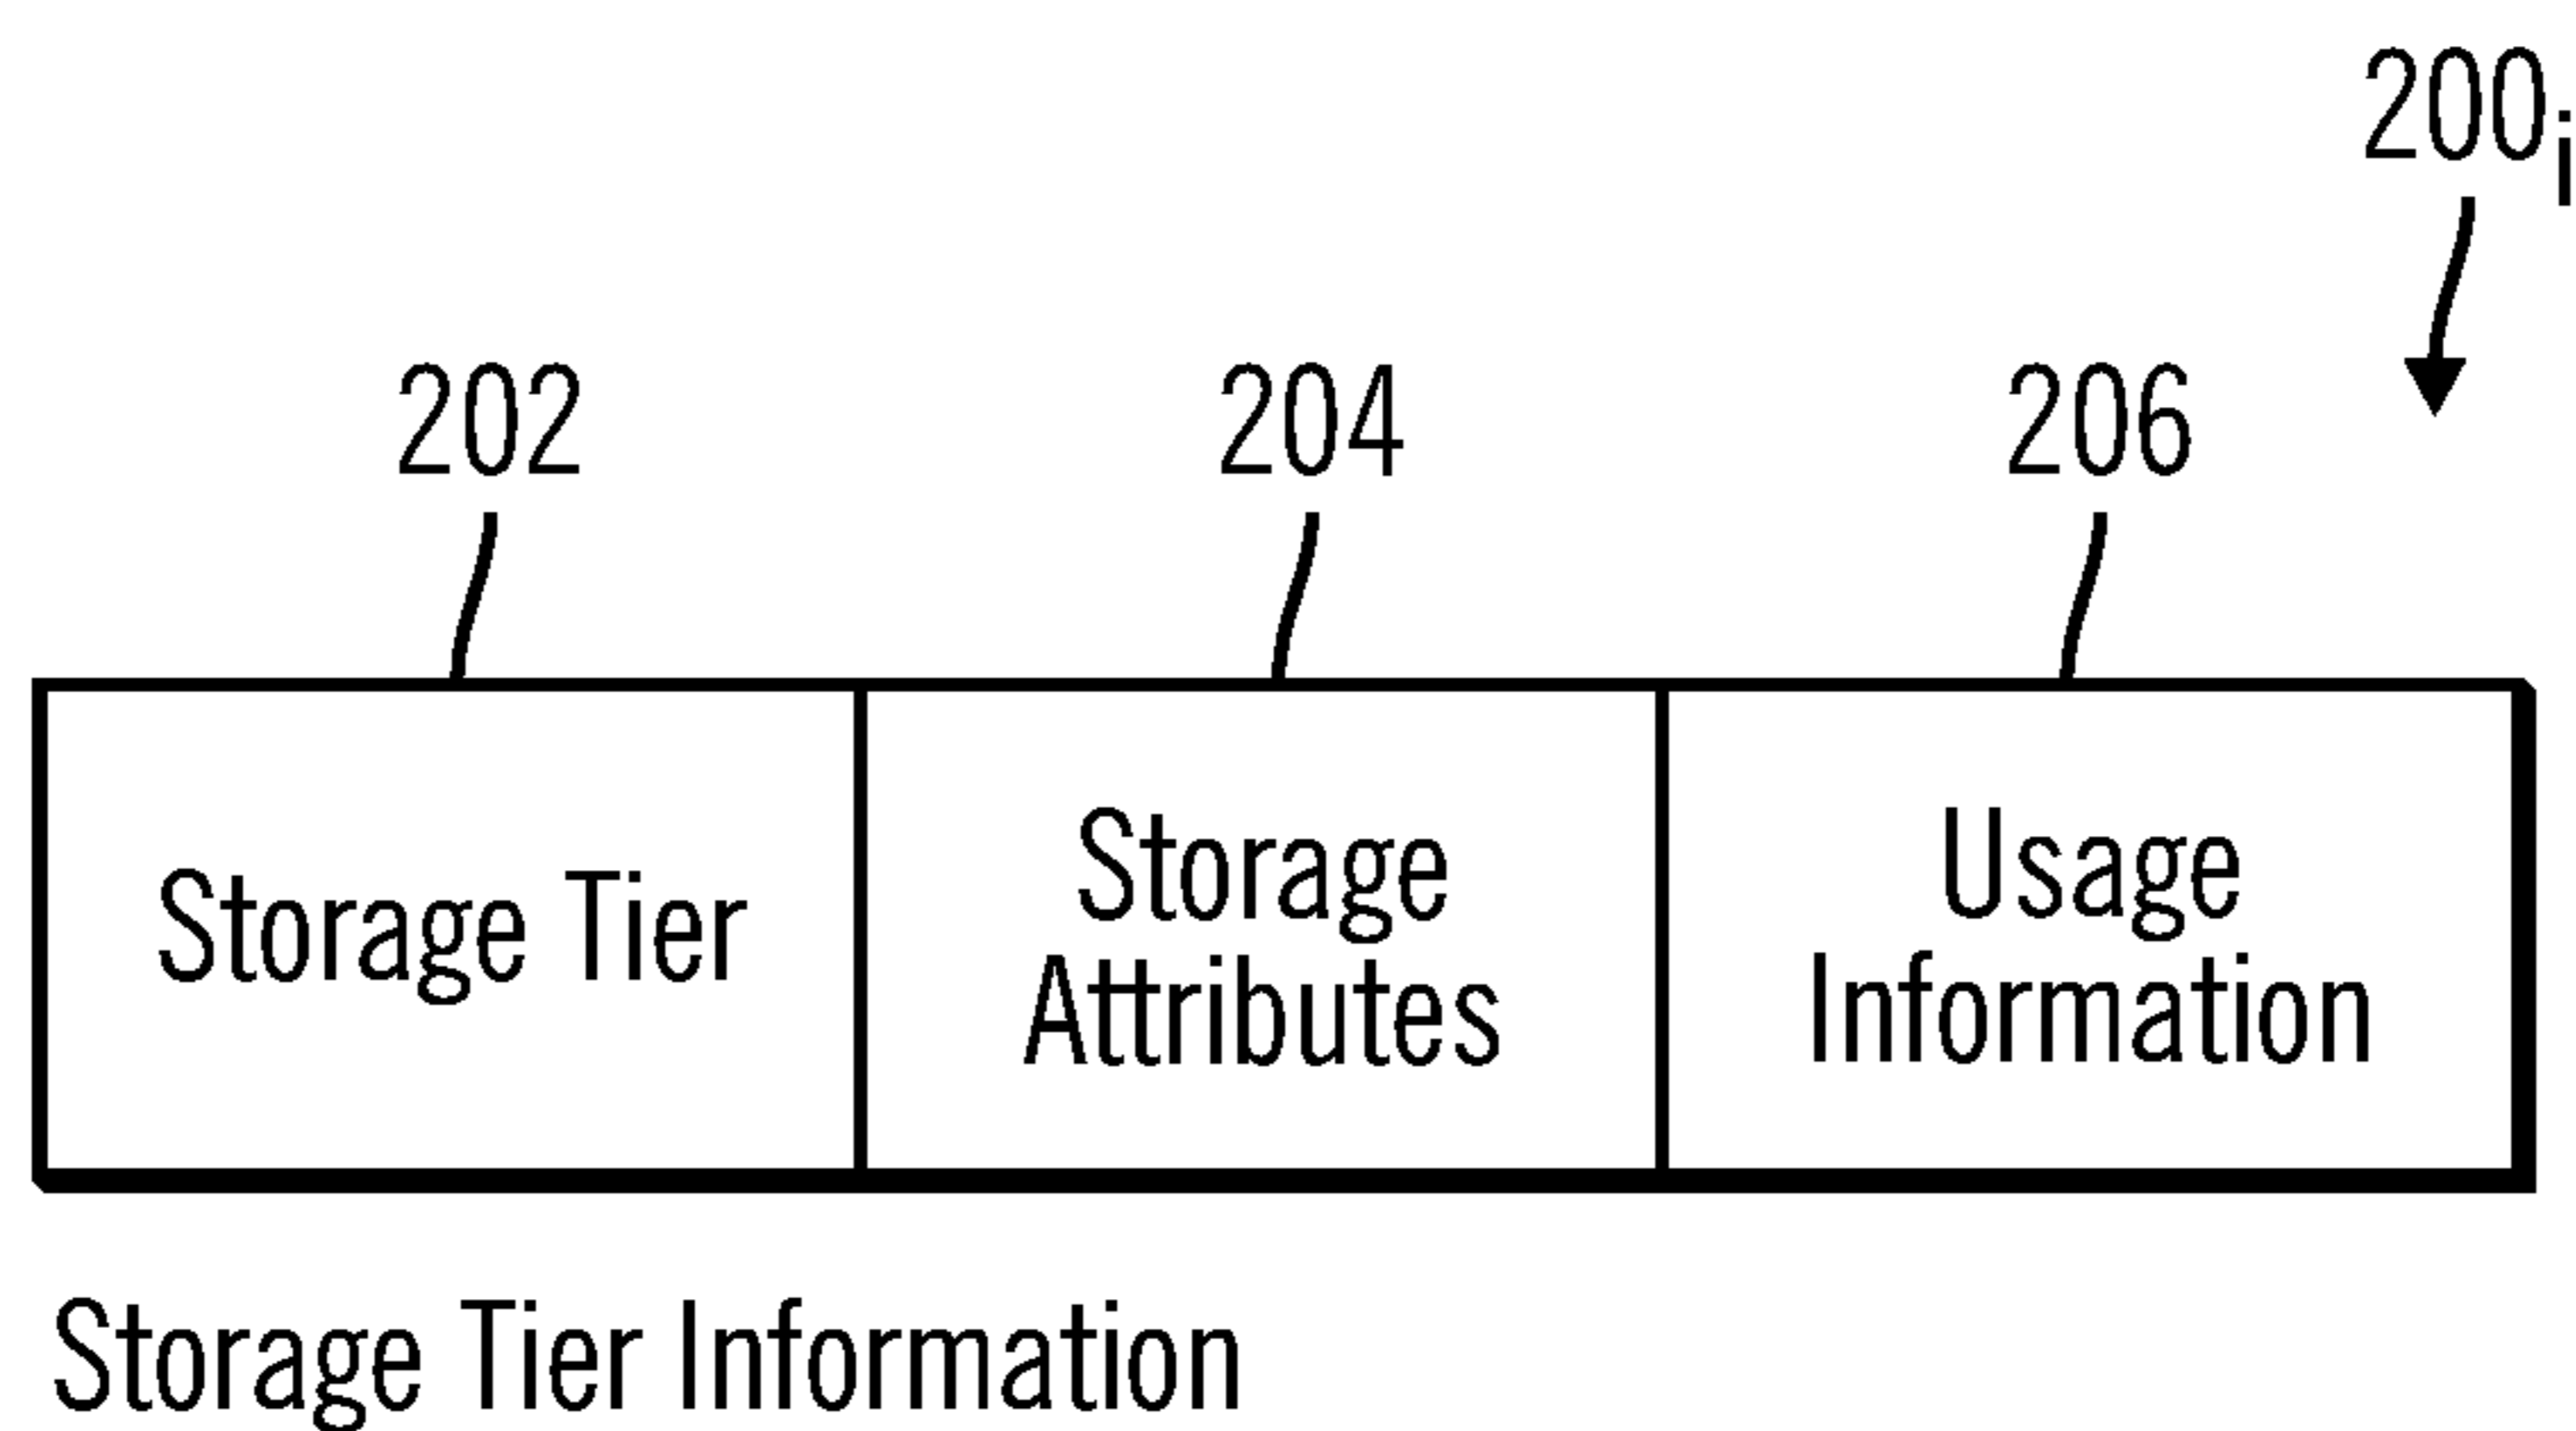 200i
202
204
206
Storage Tier
Storage
Attributes
Usage
Information
Storage Tier Information